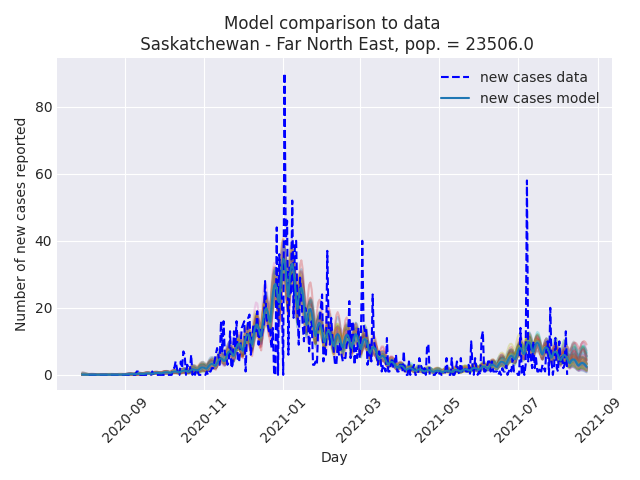 Model comparison to data
Saskatchewan - Far North East, pop. = 23506.0
new cases data
new cases model
Number of new cases reported
80
60
40
20
0
2020-09
2020-11
2021-01
2021-03
2021-05
2021-07
2021-09
Day